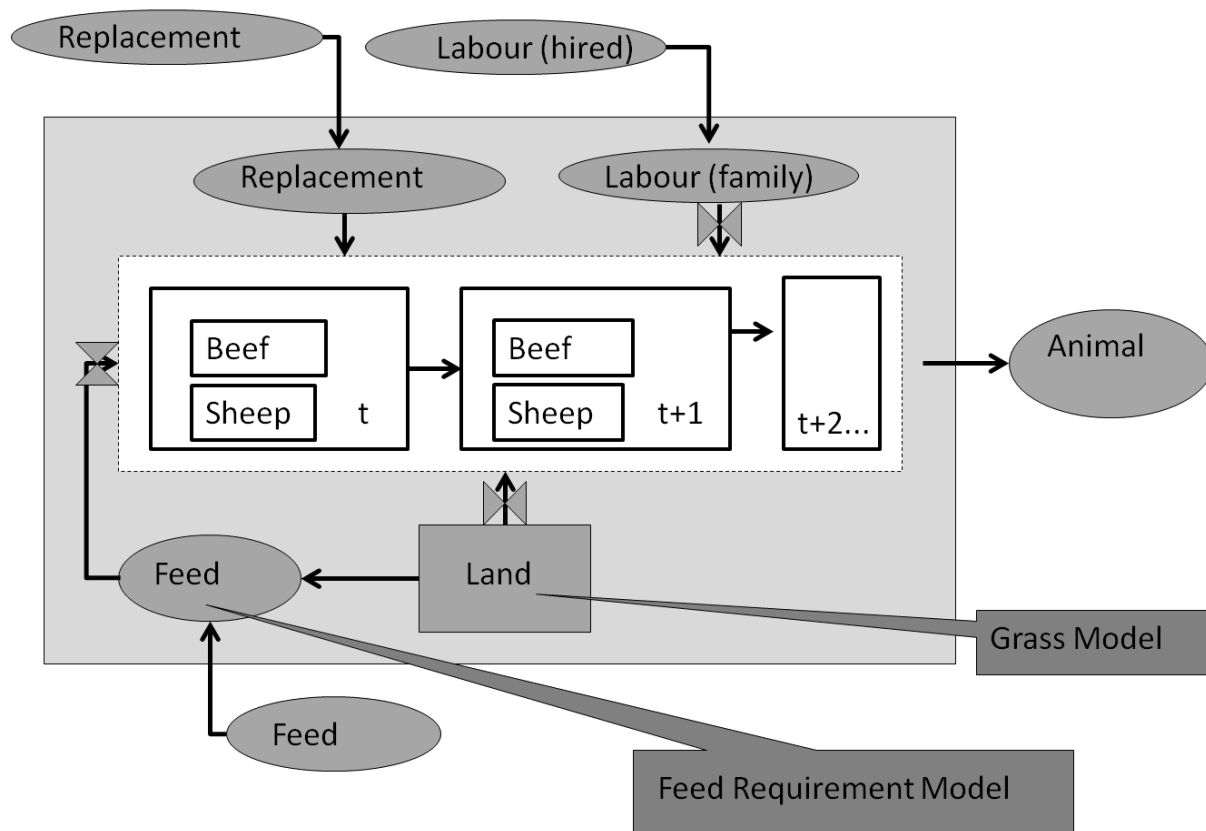 Replacement
Labour (hired)
Replacement
Labour (family)
Beef
Sheep
t
Beef
Sheep
t+1
t+2...
Animal
Feed
Land
Grass Model
Feed
Feed Requirement Model